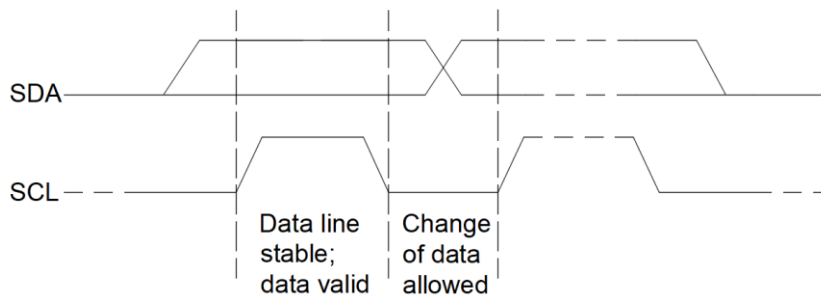 SDA
SCL
Data line
stable;
data valid
Change
of data
allowed